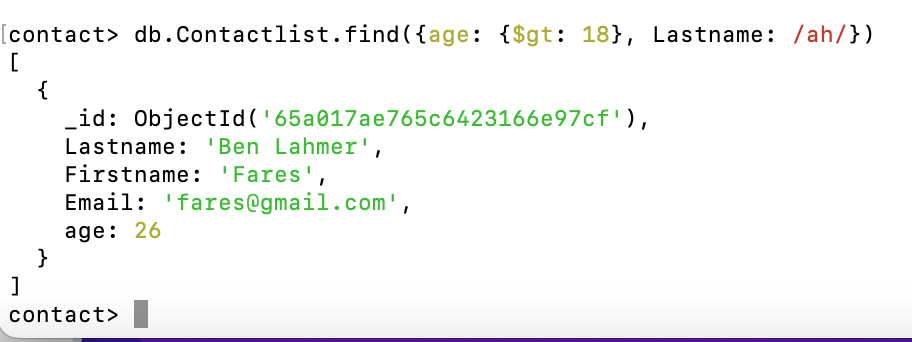 [contact> db.Contactlist.find({age: {$gt: 18}, Lastname: /ah/})
[
  {
    _id: ObjectId('65a017ae765c6423166e97cf'),
    Lastname: 'Ben Lahmer',
    Firstname: 'Fares',
    Email: 'fares@gmail.com',
    age: 26
  }
]
contact>